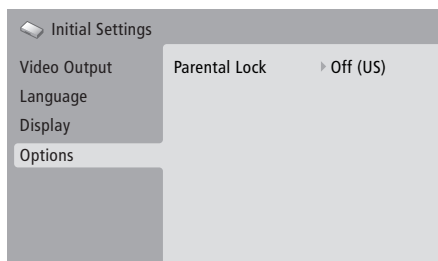 Initial Settings
Video Output
Parental Lock
Off (US)
Language
Display
Options